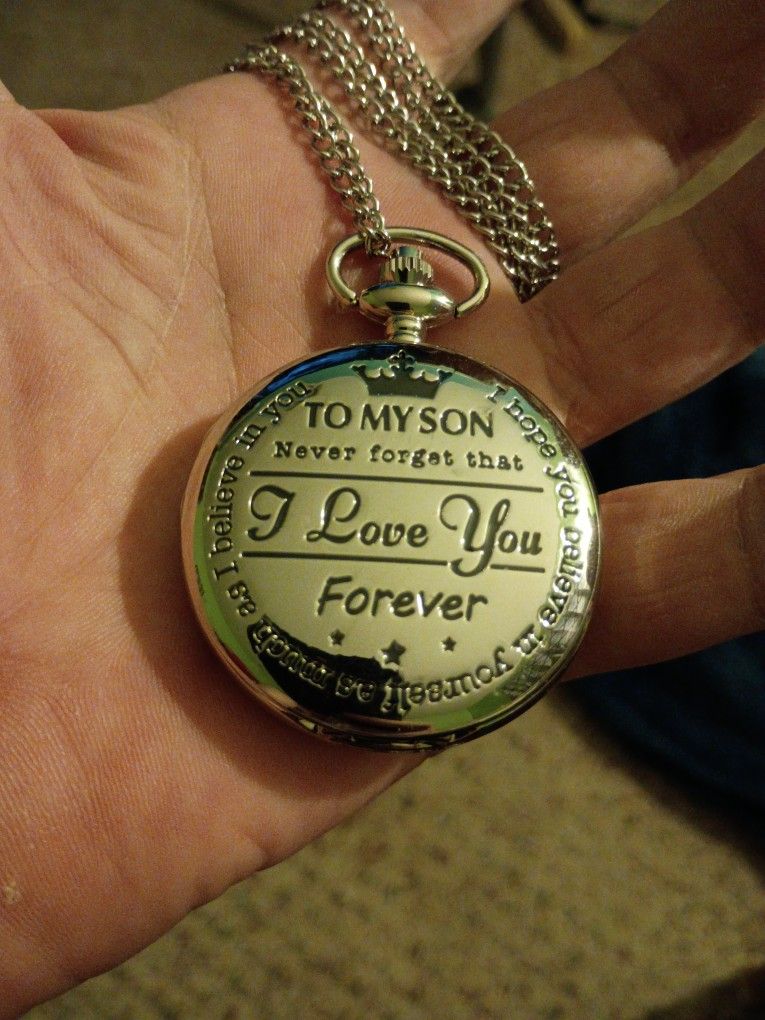 TO MY SON
Never forget that
I Love You
Forever
I hope you believe in yourself as much as I believe in you